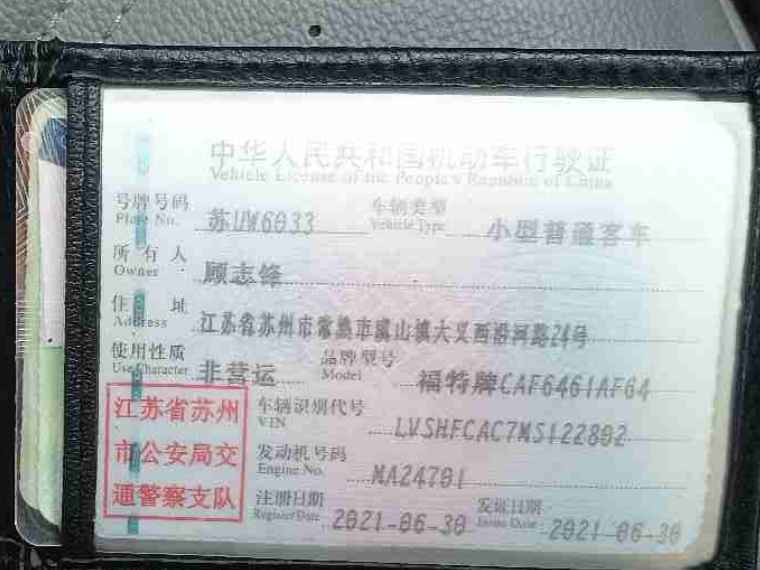 中华人民共和国机动车行驶证
Vehicle License of the People's Republic of China
号牌号码 苏UW6033 车辆类型 小型普通客车
Plate No. Vehicle Type
所有人 顾志锋
Owner
住址 江苏省苏州市常熟市虞山镇大义西沿河路24号
Address
使用性质 非营运 品牌型号 福特牌CAF6461AF64
Use Character Model
江苏省苏州
市公安局交
通警察支队
车辆识别代号 LVSHFCAC7MS122802
VIN
发动机号码 MA24701
Engine No.
注册日期 2021-06-30 发证日期 2021-06-30
Register Date Issue Date